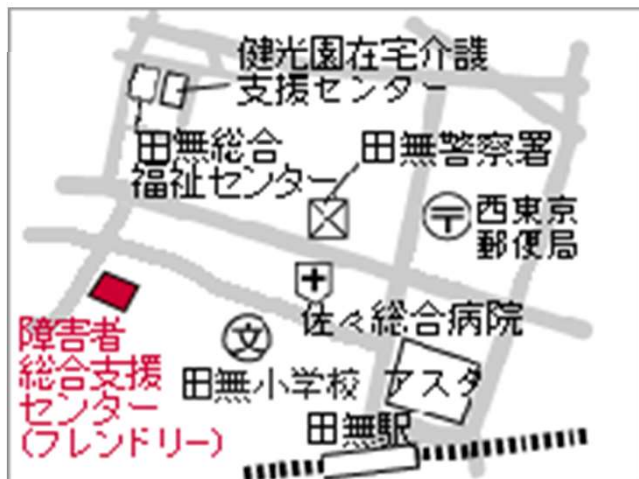 健光園在宅介護
支援センター
田無総合
福祉センター
田無警察署
西東京
郵便局
佐々総合病院
田無小学校
アスタ
田無駅
障害者
総合支援
センター
(フレンドリー)